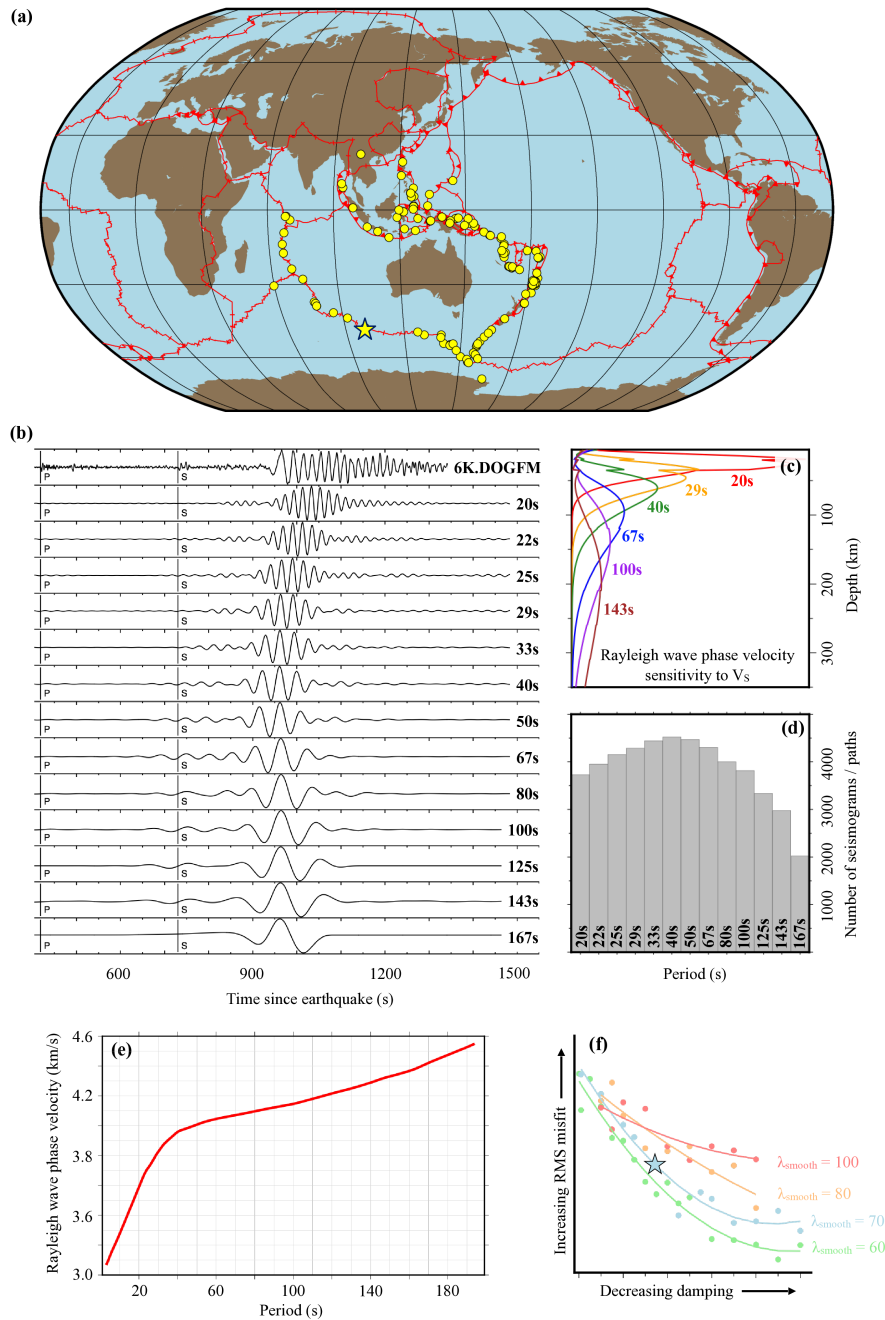 (a)
(b)
6K.DOGFM
P
S
20s
P
S
22s
P
S
25s
P
S
29s
P
S
33s
P
S
40s
P
S
50s
P
S
67s
P
S
80s
P
S
100s
P
S
125s
P
S
143s
P
S
167s
P
S
600
900
1200
1500
Time since earthquake (s)
(c)
20s
29s
40s
67s
100s
143s
Rayleigh wave phase velocity
sensitivity to VS
100
200
300
Depth (km)
(d)
4000
3000
2000
1000
Number of seismograms / paths
20s
22s
25s
29s
33s
40s
50s
67s
80s
100s
125s
143s
167s
Period (s)
(e)
4.6
4.2
3.8
3.6
3.0
Rayleigh wave phase velocity (km/s)
20
60
100
140
180
Period (s)
(f)
Increasing RMS misfit
λsmooth = 100
λsmooth = 80
λsmooth = 70
λsmooth = 60
Decreasing damping